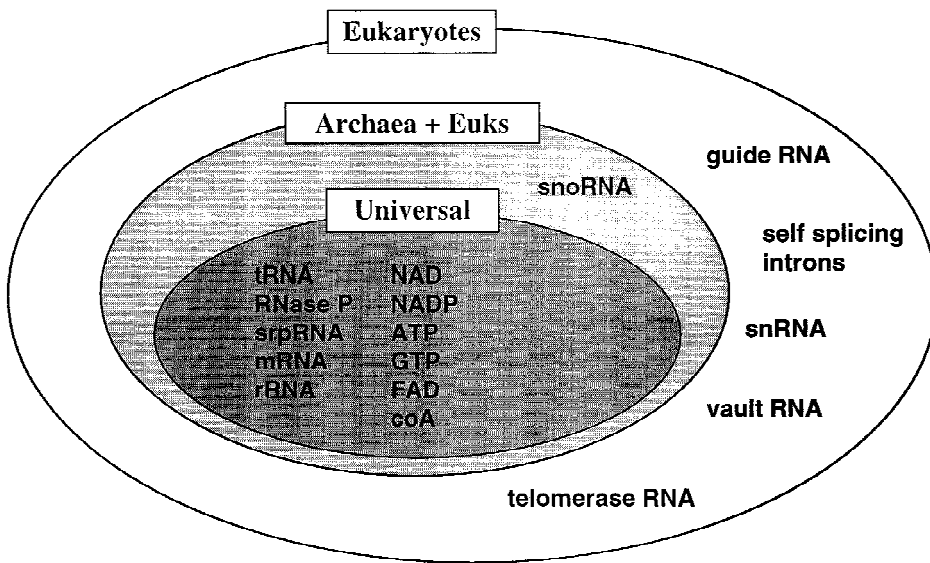 Eukaryotes
Archaea + Euks
guide RNA
snoRNA
Universal
self splicing
introns
tRNA NAD
RNase P NADP
srpRNA ATP
snRNA
mRNA GTP
rRNA FAD
vault RNA
coA
telomerase RNA